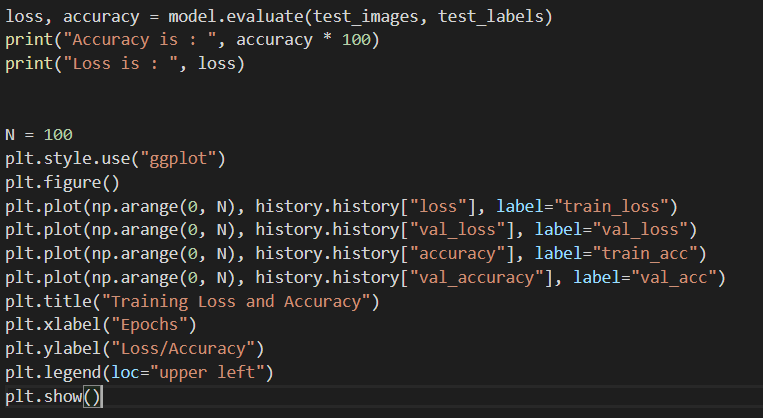 loss, accuracy = model.evaluate(test_images, test_labels)
print("Accuracy is : ", accuracy * 100)
print("Loss is : ", loss)
N = 100
plt.style.use("ggplot")
plt.figure()
plt.plot(np.arange(0, N), history.history["loss"], label="train_loss")
plt.plot(np.arange(0, N), history.history["val_loss"], label="val_loss")
plt.plot(np.arange(0, N), history.history["accuracy"], label="train_acc")
plt.plot(np.arange(0, N), history.history["val_accuracy"], label="val_acc")
plt.title("Training Loss and Accuracy")
plt.xlabel("Epochs")
plt.ylabel("Loss/Accuracy")
plt.legend(loc="upper left")
plt.show()